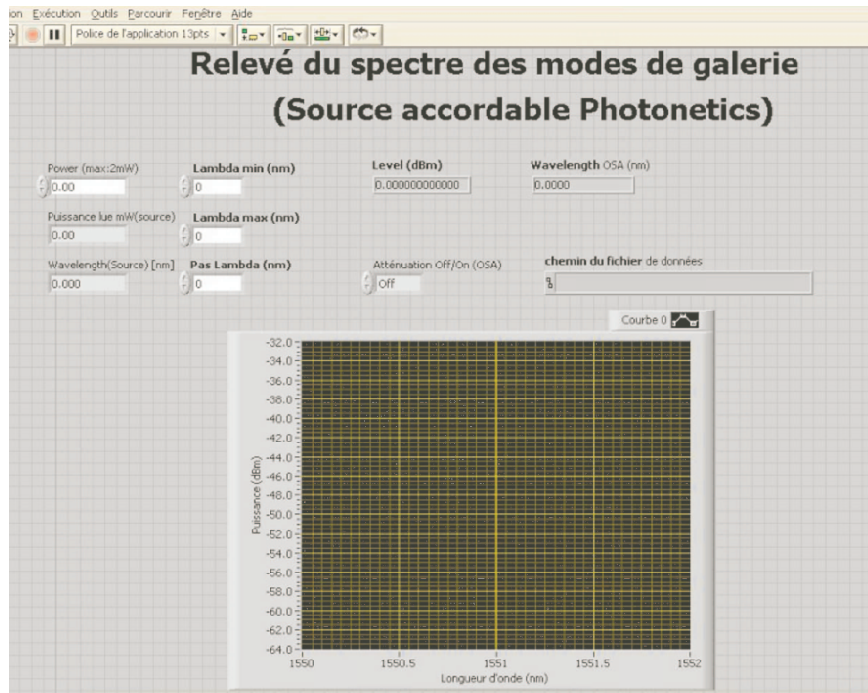 ion Exécution Outils Parcourir Fenêtre Aide
Police de l'application 13pts
Relevé du spectre des modes de galerie
(Source accordable Photonetics)
Power (max:2mW) Lambda min (nm) Level (dBm) Wavelength OSA (nm)
0.00 0 0.000000000000 0.0000
Puissance lue mW(source) Lambda max (nm)
0.00 0
Wavelength(Source) [nm] Pas Lambda (nm) Atténuation Off/On (OSA) chemin du fichier de données
0.000 0 Off
Courbe 0
-32.0
-34.0
-36.0
-38.0
-40.0
-42.0
-44.0
-46.0
-48.0
-50.0
-52.0
-54.0
-56.0
-58.0
-60.0
-62.0
-64.0
Puissance (dBm)
1550 1550.5 1551 1551.5 1552
Longueur d'onde (nm)